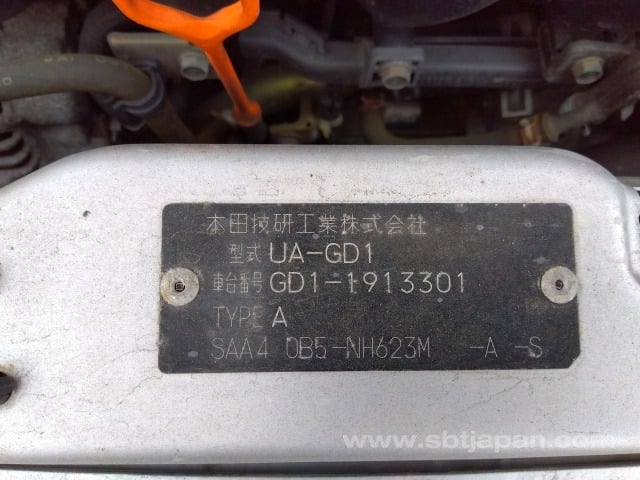 本田技研工業株式会社
型式 UA-GD1
車台番号 GD1-1913301
TYPE A
SAA4 0B5-NH623M -A -S
www.sbtjapan.com